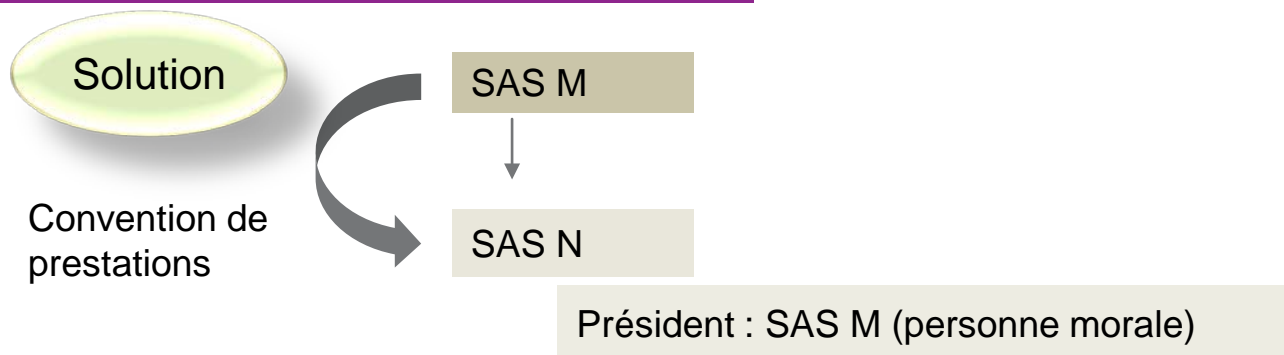 Solution
SAS M
Convention de
prestations
SAS N
Président : SAS M (personne morale)